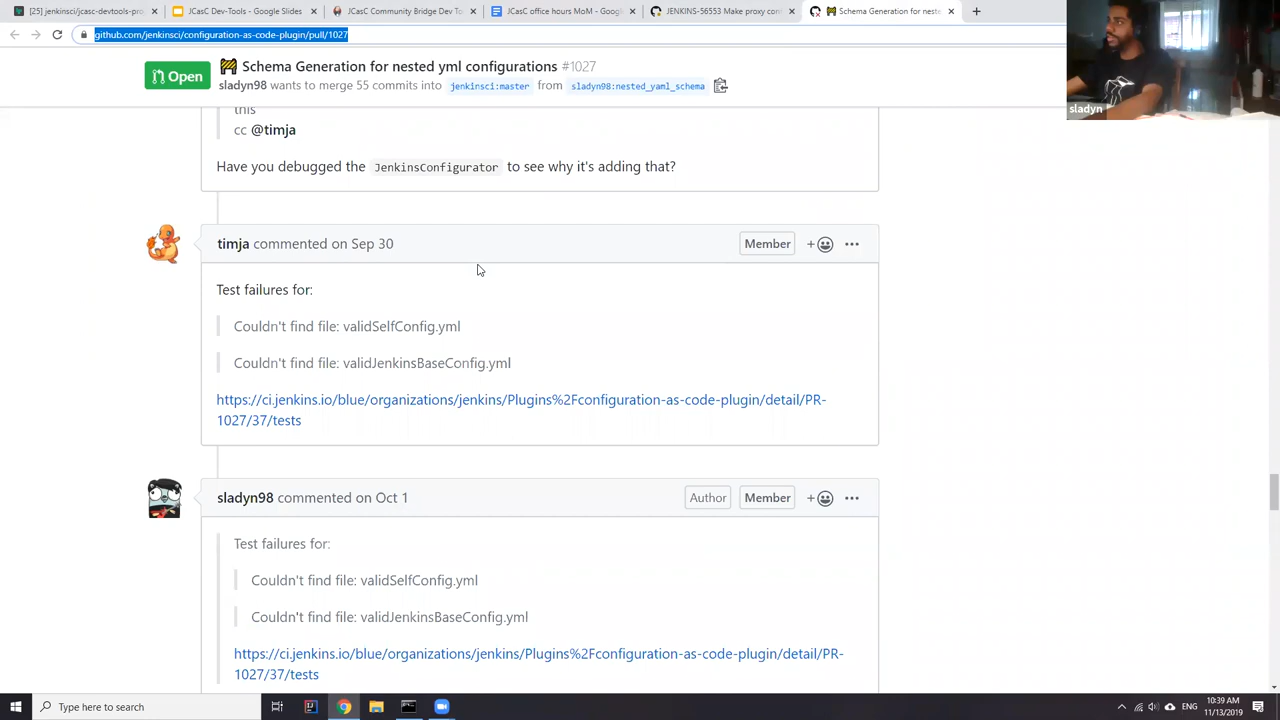 [25] jenkinsci/jcasc-devtools-pro
JCasC Dev-Tools - Google Slides
JCasC Community Bridge Dev To
JCasC office hours MoM - Google
JENKINS-56553 Make proxy con
Schema Generation for nested
github.com/jenkinsci/configuration-as-code-plugin/pull/1027
Open
Schema Generation for nested yml configurations #1027
sladyn98 wants to merge 55 commits into jenkinsci:master from sladyn98:nested_yaml_schema
sladyn
this
cc @timja
Have you debugged the JenkinsConfigurator to see why it's adding that?
timja commented on Sep 30
Member
Test failures for:
Couldn't find file: validSelfConfig.yml
Couldn't find file: validJenkinsBaseConfig.yml
https://ci.jenkins.io/blue/organizations/jenkins/Plugins%2Fconfiguration-as-code-plugin/detail/PR-
1027/37/tests
sladyn98 commented on Oct 1
Author
Member
Test failures for:
Couldn't find file: validSelfConfig.yml
Couldn't find file: validJenkinsBaseConfig.yml
https://ci.jenkins.io/blue/organizations/jenkins/Plugins%2Fconfiguration-as-code-plugin/detail/PR-
1027/37/tests
Type here to search
ENG
10:39 AM
11/13/2019